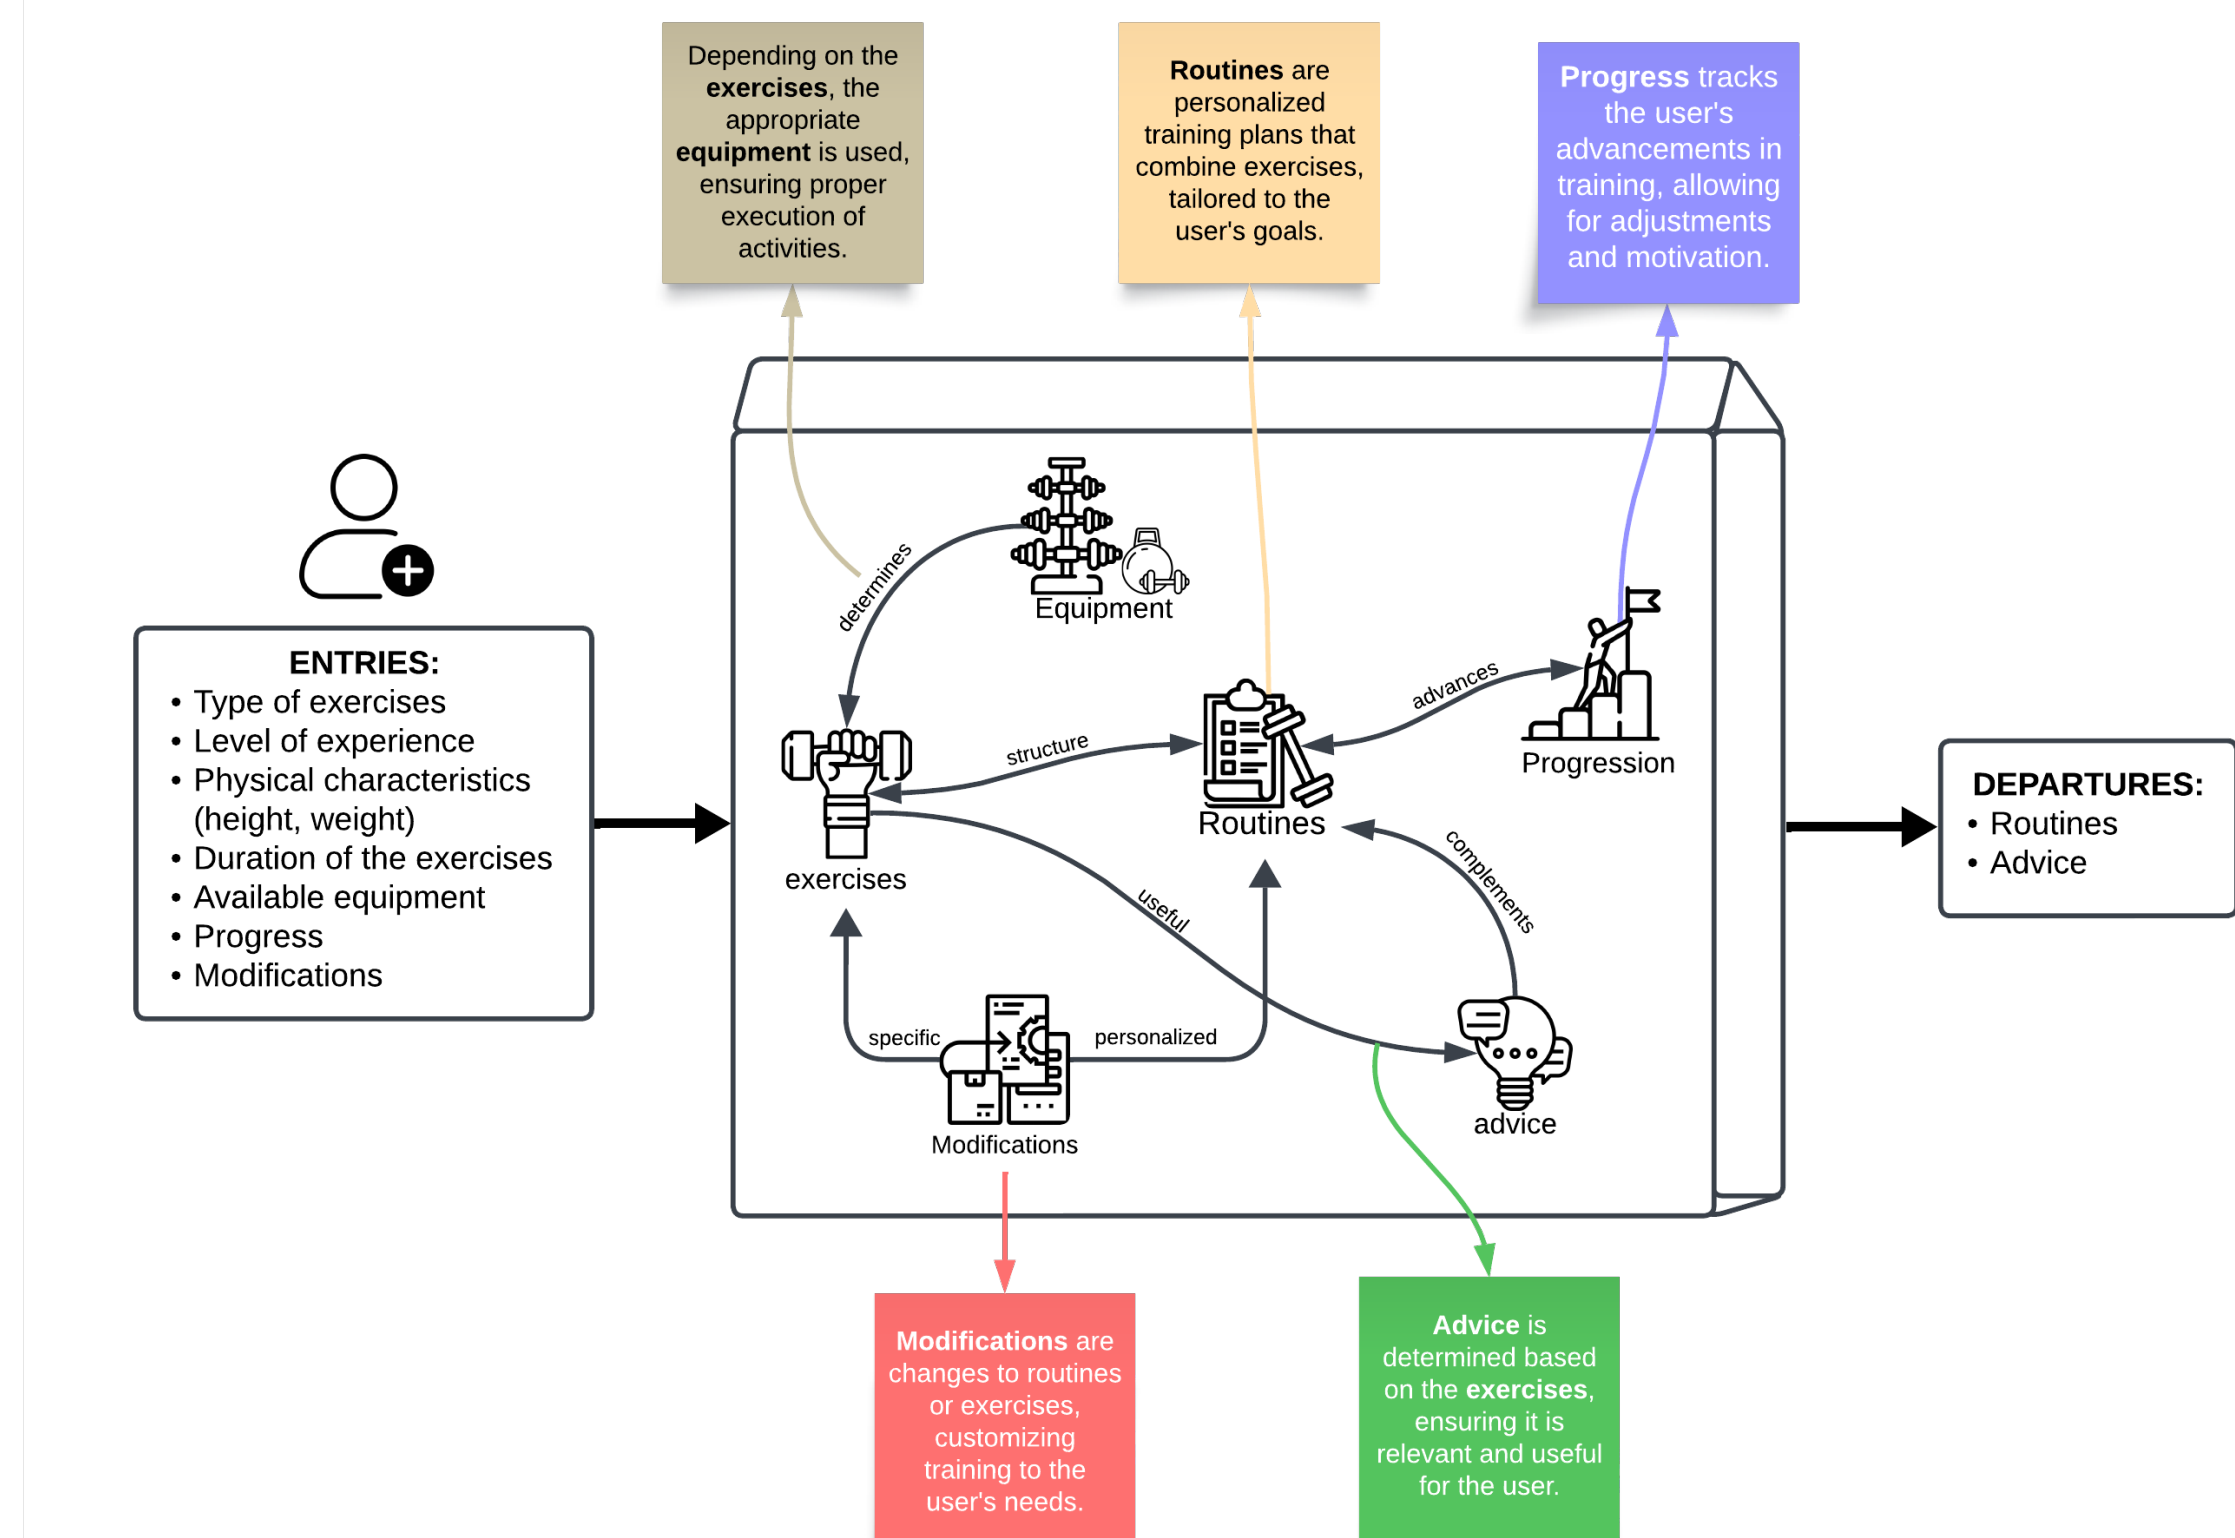 Depending on the
exercises, the
appropriate
equipment is used,
ensuring proper
execution of
activities.
Routines are
personalized
training plans that
combine exercises,
tailored to the
user's goals.
Progress tracks
the user's
advancements in
training, allowing
for adjustments
and motivation.
ENTRIES:
• Type of exercises
• Level of experience
• Physical characteristics
(height, weight)
• Duration of the exercises
• Available equipment
• Progress
• Modifications
determines
Equipment
advances
Progression
structure
Routines
exercises
complements
useful
specific
personalized
Modifications
advice
DEPARTURES:
• Routines
• Advice
Modifications are
changes to routines
or exercises,
customizing
training to the
user's needs.
Advice is
determined based
on the exercises,
ensuring it is
relevant and useful
for the user.